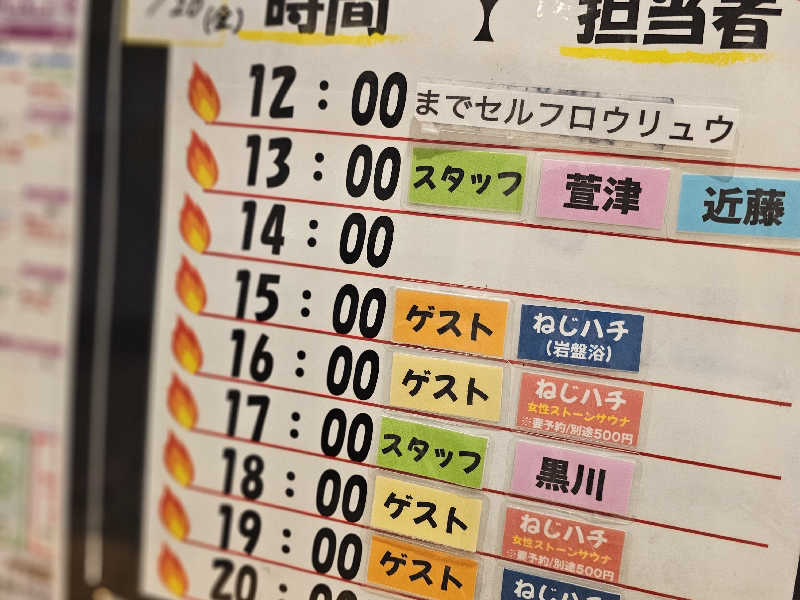 /20(金) 時間 担当者
12:00 までセルフロウリュウ
13:00 スタッフ 萱津 近藤
14:00
15:00 ゲスト ねじハチ
(岩盤浴)
16:00 ゲスト ねじハチ
女性ストーンサウナ
※要予約/別途500円
17:00 スタッフ 黒川
18:00 ゲスト ねじハチ
女性ストーンサウナ
※要予約/別途500円
19:00 ゲスト ねじハチ
20:00